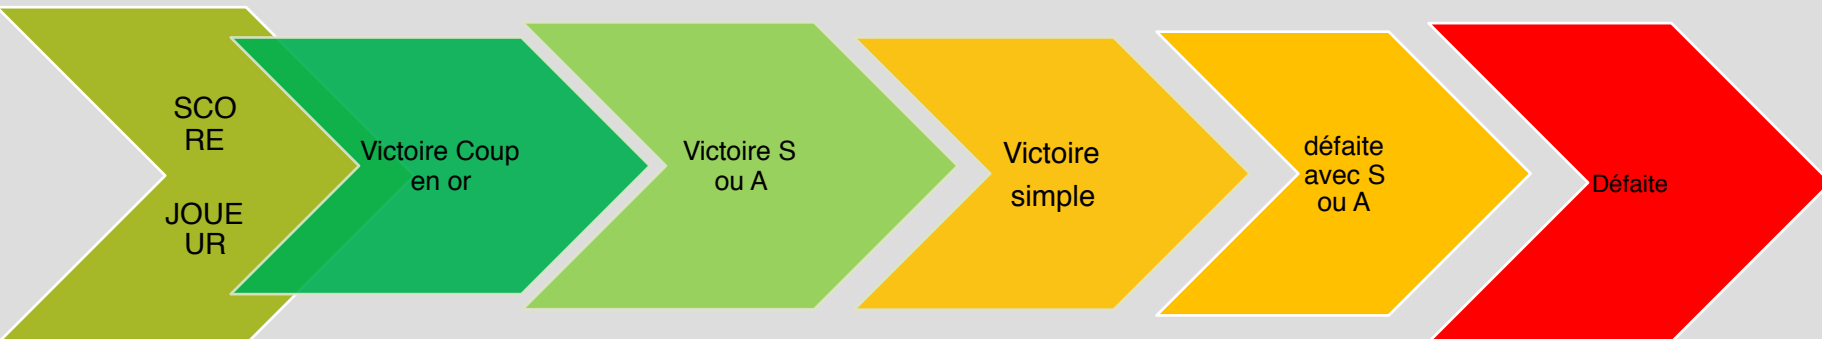 SCO
RE
JOUE
UR
Victoire Coup
en or
Victoire S
ou A
Victoire
simple
défaite
avec S
ou A
Défaite